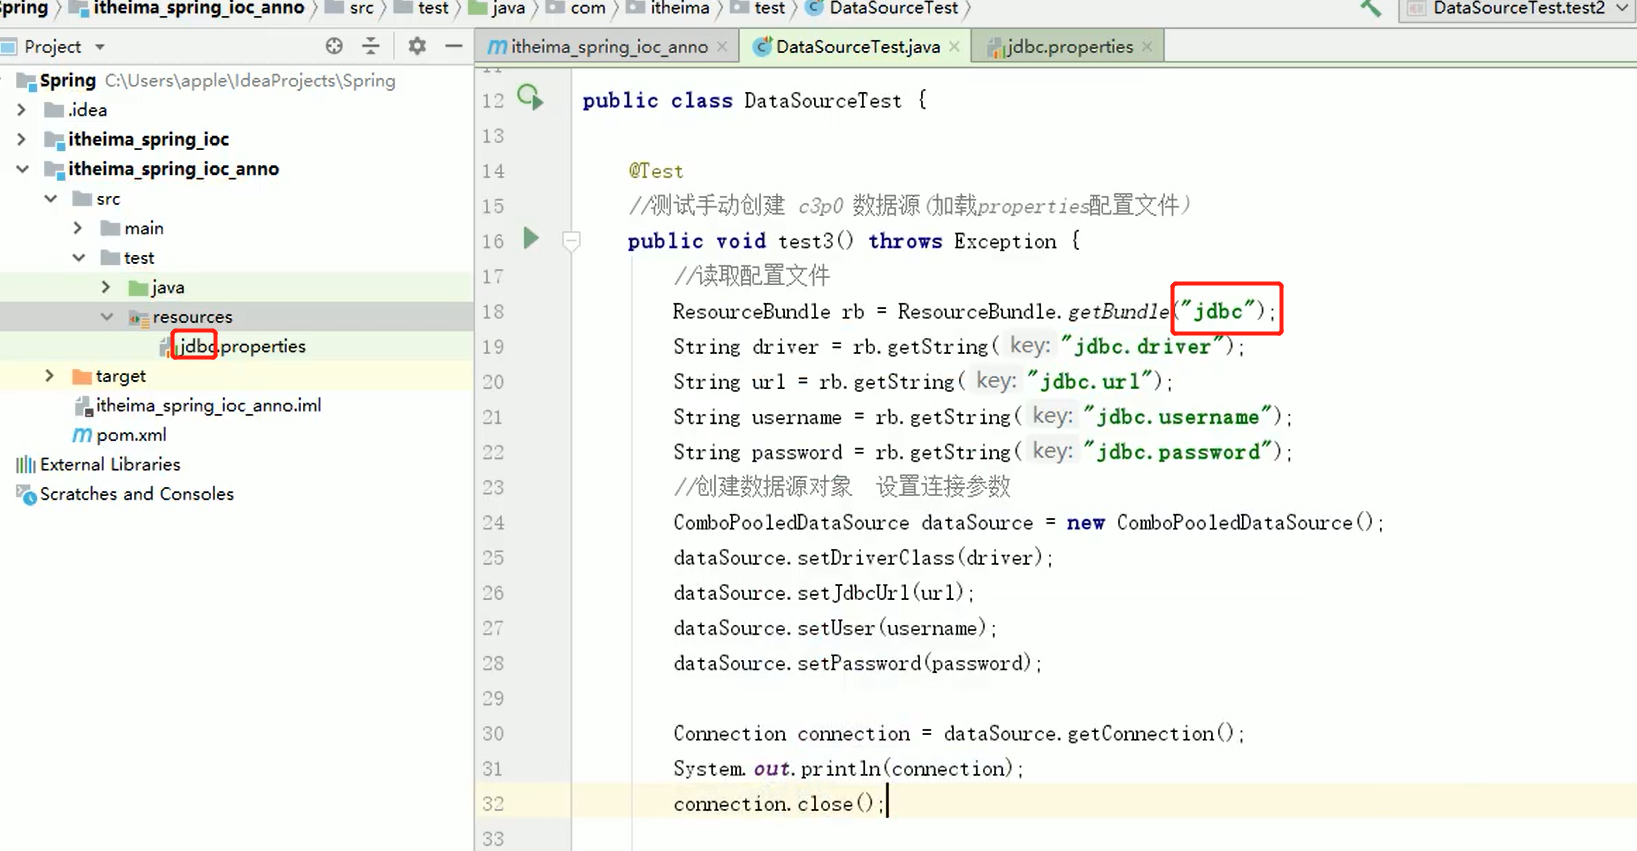 Spring itheima_spring_ioc_anno src test java com itheima test DataSourceTest DataSourceTest.test2
Project
itheima_spring_ioc_anno DataSourceTest.java jdbc.properties
Spring C:\Users\apple\IdeaProjects\Spring
.idea
itheima_spring_ioc
itheima_spring_ioc_anno
src
main
test
java
resources
jdbc.properties
target
itheima_spring_ioc_anno.iml
pom.xml
External Libraries
Scratches and Consoles
11
12 public class DataSourceTest {
13
14 @Test
15 //测试手动创建 c3p0 数据源(加载properties配置文件)
16 public void test3() throws Exception {
17 //读取配置文件
18 ResourceBundle rb = ResourceBundle.getBundle("jdbc");
19 String driver = rb.getString( key: "jdbc.driver");
20 String url = rb.getString( key: "jdbc.url");
21 String username = rb.getString( key: "jdbc.username");
22 String password = rb.getString( key: "jdbc.password");
23 //创建数据源对象 设置连接参数
24 ComboPooledDataSource dataSource = new ComboPooledDataSource();
25 dataSource.setDriverClass(driver);
26 dataSource.setJdbcUrl(url);
27 dataSource.setUser(username);
28 dataSource.setPassword(password);
29
30 Connection connection = dataSource.getConnection();
31 System.out.println(connection);
32 connection.close();
33